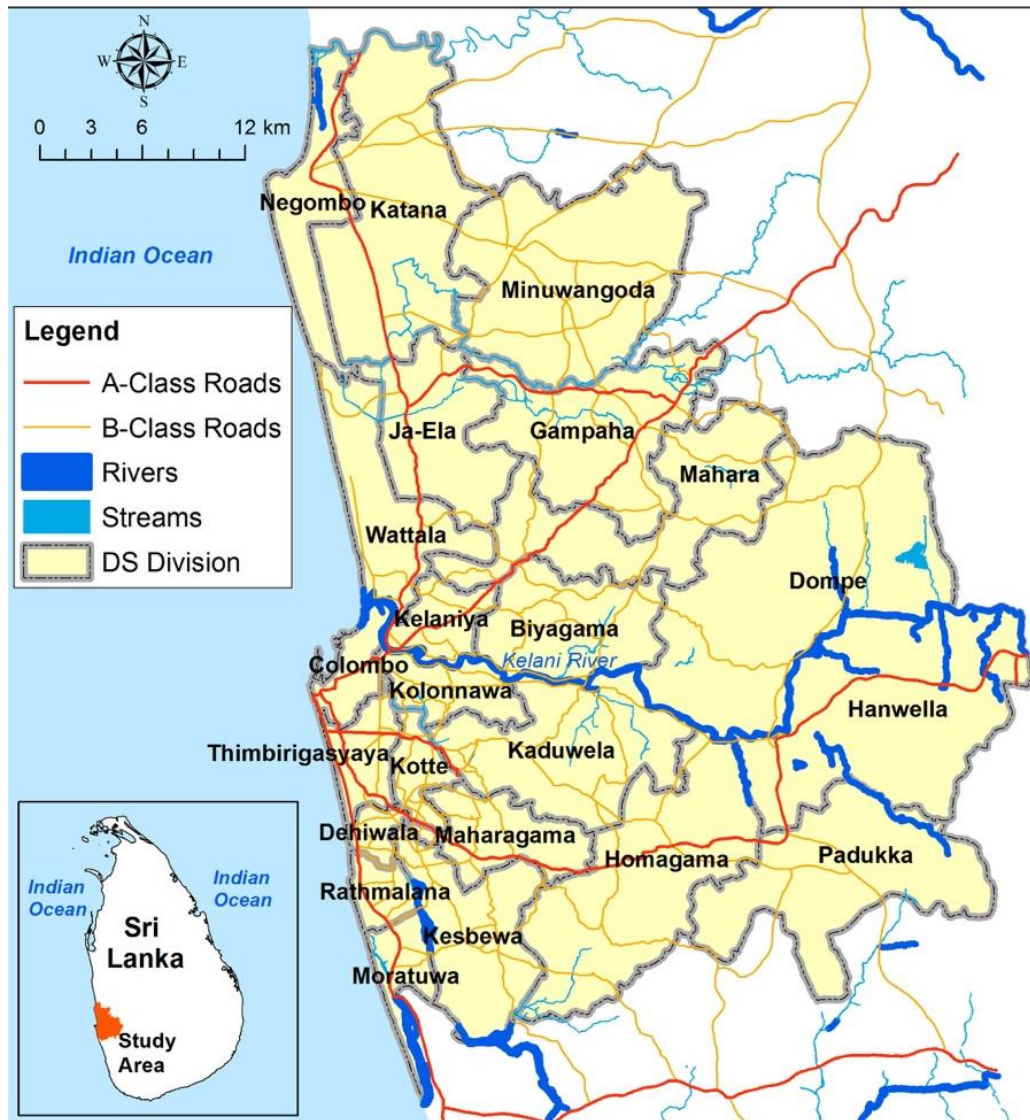 N
W E
S
0 3 6 12 km
Negombo
Katana
Indian Ocean
Minuwangoda
Legend
A-Class Roads
B-Class Roads
Rivers
Streams
DS Division
Ja-Ela
Gampaha
Mahara
Wattala
Dompe
Kelaniya
Biyagama
Kelani River
Colombo
Kolonnawa
Hanwella
Thimbirigasyaya
Kotte
Kaduwela
Dehiwala
Maharagama
Homagama
Padukka
Rathmalana
Kesbewa
Moratuwa
Indian
Ocean
Indian
Ocean
Sri
Lanka
Study
Area